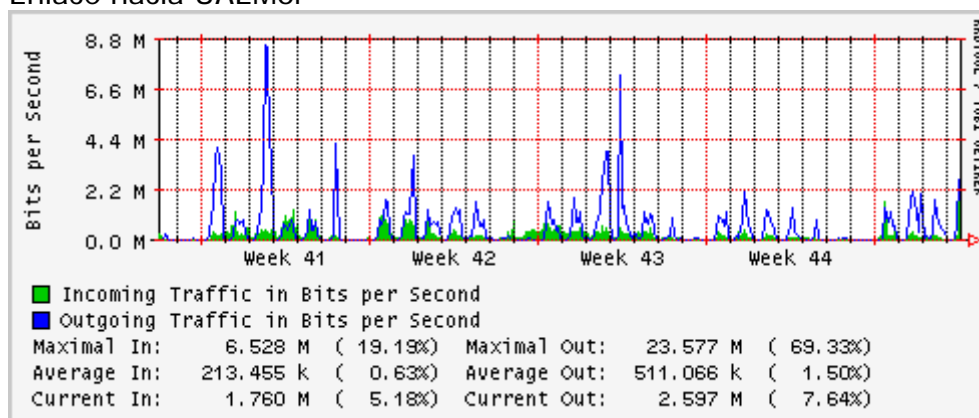 8.8 M
6.6 M
4.4 M
2.2 M
0.0 M
Bits per Second
Week 41 Week 42 Week 43 Week 44
Incoming Traffic in Bits per Second
Outgoing Traffic in Bits per Second
Maximal In: 6.528 M ( 19.19%) Maximal Out: 23.577 M ( 69.33%)
Average In: 213.455 k ( 0.63%) Average Out: 511.066 k ( 1.50%)
Current In: 1.760 M ( 5.18%) Current Out: 2.597 M ( 7.64%)